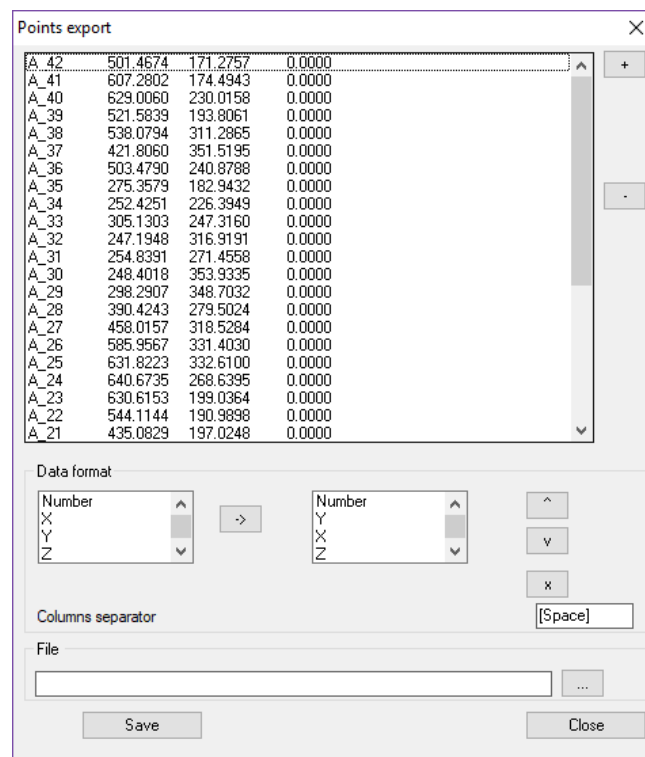 Points export
A_42 501.4674 171.2757 0.0000
+
A_41 607.2802 174.4943 0.0000
A_40 629.0060 230.0158 0.0000
A_39 521.5839 193.8061 0.0000
A_38 538.0794 311.2865 0.0000
A_37 421.8060 351.5195 0.0000
A_36 503.4790 240.8788 0.0000
A_35 275.3579 182.9432 0.0000
-
A_34 252.4251 226.3949 0.0000
A_33 305.1303 247.3160 0.0000
A_32 247.1948 316.9191 0.0000
A_31 254.8391 271.4558 0.0000
A_30 248.4018 353.9335 0.0000
A_29 298.2907 348.7032 0.0000
A_28 390.4243 279.5024 0.0000
A_27 458.0157 318.5284 0.0000
A_26 585.9567 331.4030 0.0000
A_25 631.8223 332.6100 0.0000
A_24 640.6735 268.6395 0.0000
A_23 630.6153 199.0364 0.0000
A_22 544.1144 190.9898 0.0000
A_21 435.0829 197.0248 0.0000
Data format
Number
X
Y
Z
->
Number
Y
X
Z
^
v
x
Columns separator [Space]
File
...
Save Close